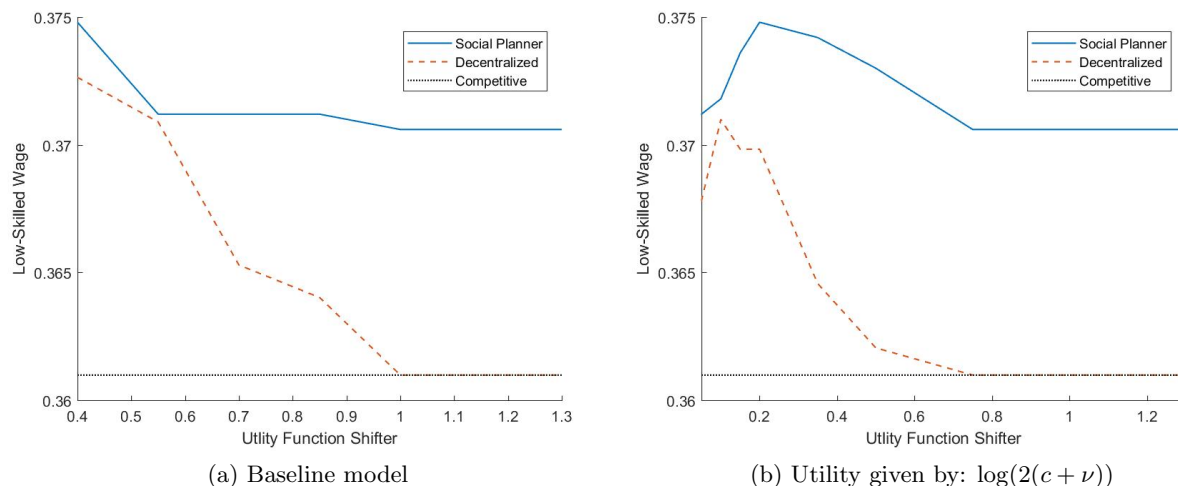 0.375
0.37
0.365
0.36
Low-Skilled Wage
Social Planner
Decentralized
Competitive
0.4 0.5 0.6 0.7 0.8 0.9 1 1.1 1.2 1.3
Utlity Function Shifter
(a) Baseline model
0.375
0.37
0.365
0.36
Low-Skilled Wage
Social Planner
Decentralized
Competitive
0.2 0.4 0.6 0.8 1 1.2
Utlity Function Shifter
(b) Utility given by: log(2(c + ν))